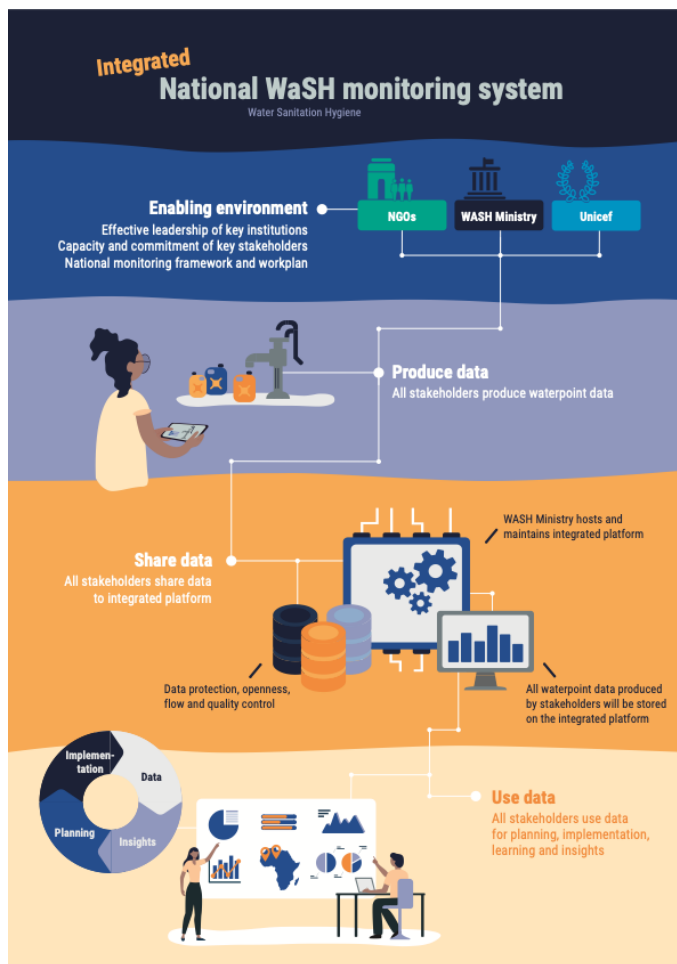 Integrated
National WaSH monitoring system
Water Sanitation Hygiene
Enabling environment
Effective leadership of key institutions
Capacity and commitment of key stakeholders
National monitoring framework and workplan
NGOs
WASH Ministry
Unicef
Produce data
All stakeholders produce waterpoint data
Share data
All stakeholders share data
to integrated platform
WASH Ministry hosts and
maintains integrated platform
Data protection, openness,
flow and quality control
All waterpoint data produced
by stakeholders will be stored
on the integrated platform
Implemen-
tation
Data
Planning
Insights
Use data
All stakeholders use data
for planning, implementation,
learning and insights